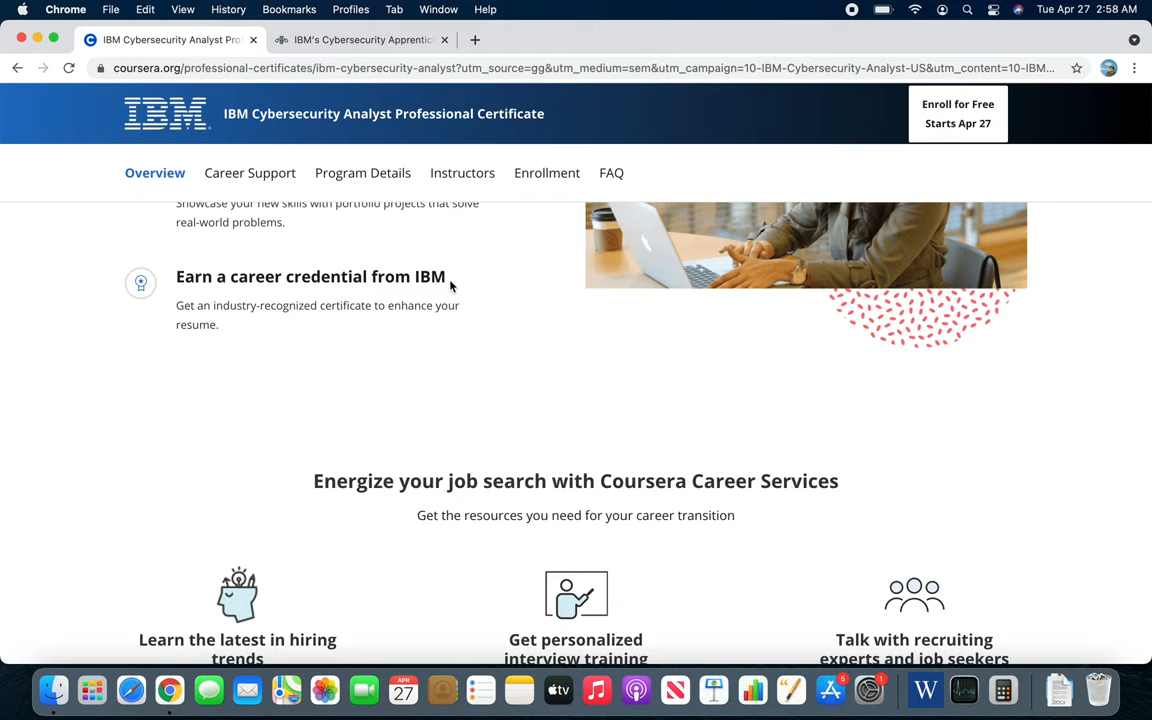 Chrome File Edit View History Bookmarks Profiles Tab Window Help Tue Apr 27 2:58 AM
IBM Cybersecurity Analyst Pro IBM's Cybersecurity Apprentic
coursera.org/professional-certificates/ibm-cybersecurity-analyst?utm_source=gg&utm_medium=sem&utm_campaign=10-IBM-Cybersecurity-Analyst-US&utm_content=10-IBM...
IBM IBM Cybersecurity Analyst Professional Certificate
Enroll for Free
Starts Apr 27
Overview Career Support Program Details Instructors Enrollment FAQ
Showcase your new skills with portfolio projects that solve
real-world problems.
Earn a career credential from IBM
Get an industry-recognized certificate to enhance your
resume.
Energize your job search with Coursera Career Services
Get the resources you need for your career transition
Learn the latest in hiring
trends
Get personalized
interview training
Talk with recruiting
experts and job seekers
APR
27
tv
5
1
W